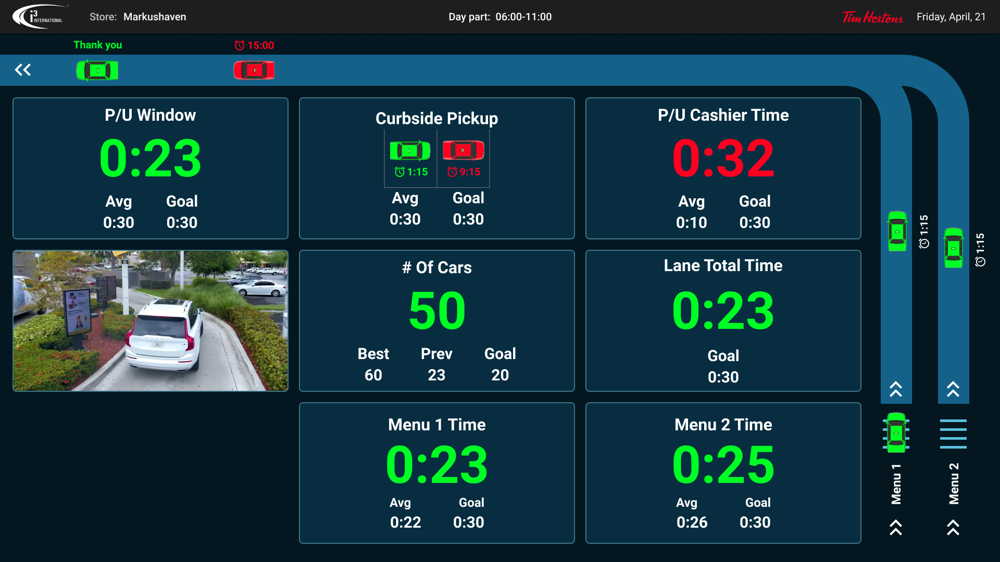 i3 INTERNATIONAL
Store: Markushaven
Day part: 06:00-11:00
Tim Hortons
Friday, April, 21
Thank you
15:00
P/U Window
0:23
Avg Goal
0:30 0:30
Curbside Pickup
1:15 9:15
Avg Goal
0:30 0:30
P/U Cashier Time
0:32
Avg Goal
0:10 0:30
1:15
1:15
# Of Cars
50
Best Prev Goal
60 23 20
Lane Total Time
0:23
Goal
0:30
Menu 1 Time
0:23
Avg Goal
0:22 0:30
Menu 2 Time
0:25
Avg Goal
0:26 0:30
Menu 1
Menu 2